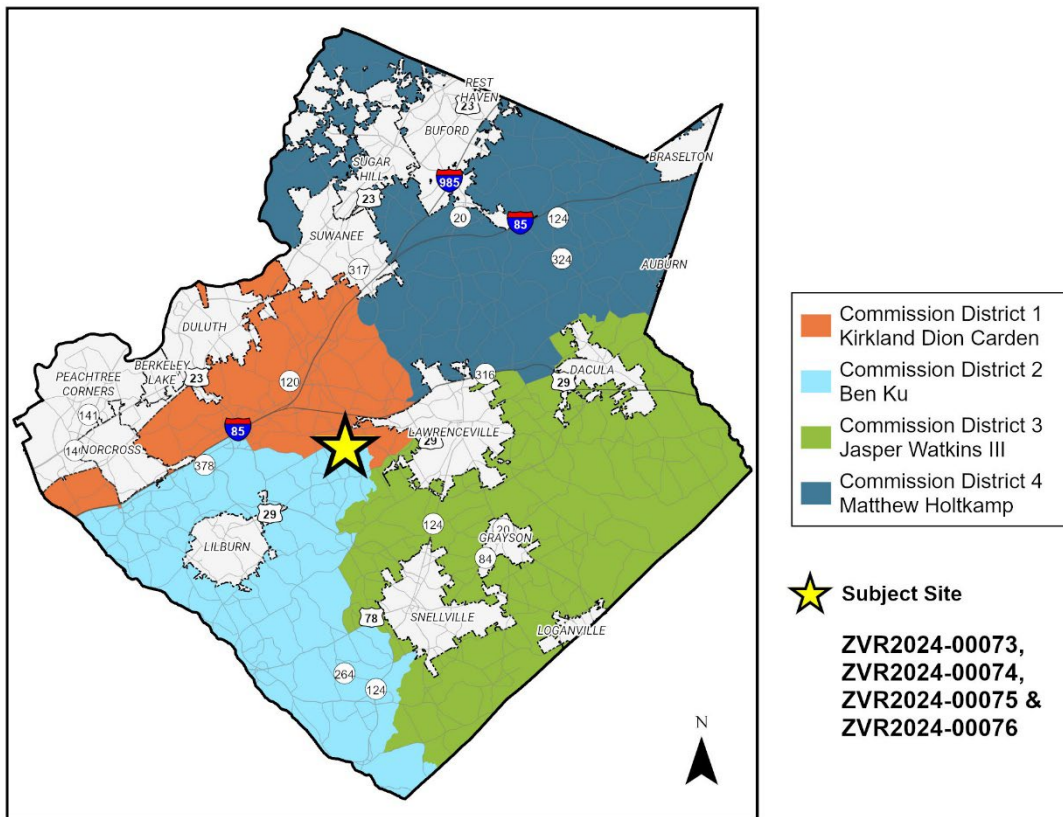 REST
HAVEN
23
BUFORD
BRASELTON
SUGAR
HILL
985
23
20
85
124
SUWANEE
324
317
AUBURN
DULUTH
BERKELEY
LAKE
23
PEACHTREE
CORNERS
120
316
DACULA
29
141
85
LAWRENCEVILLE
29
14
NORCROSS
378
29
LILBURN
124
20
GRAYSON
84
78
SNELLVILLE
LOGANVILLE
264
124
N
Commission District 1
Kirkland Dion Carden
Commission District 2
Ben Ku
Commission District 3
Jasper Watkins III
Commission District 4
Matthew Holtkamp
Subject Site
ZVR2024-00073,
ZVR2024-00074,
ZVR2024-00075 &
ZVR2024-00076